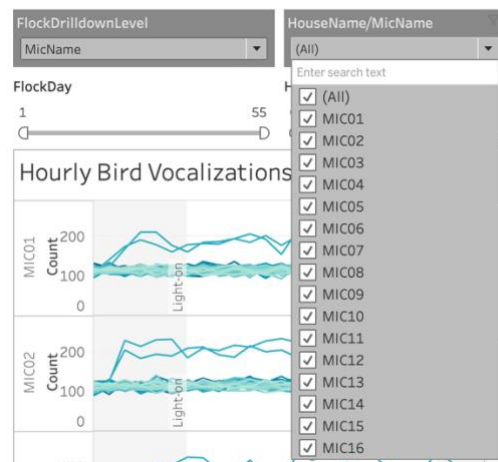 FlockDrilldownLevel
MicName
HouseName/MicName
(All)
Enter search text
(All)
MIC01
MIC02
MIC03
MIC04
MIC05
MIC06
MIC07
MIC08
MIC09
MIC10
MIC11
MIC12
MIC13
MIC14
MIC15
MIC16
FlockDay
1
55
H
Hourly Bird Vocalizations
MIC01
Count
200
100
0
Light-on
MIC02
Count
200
100
0
Light-on
200